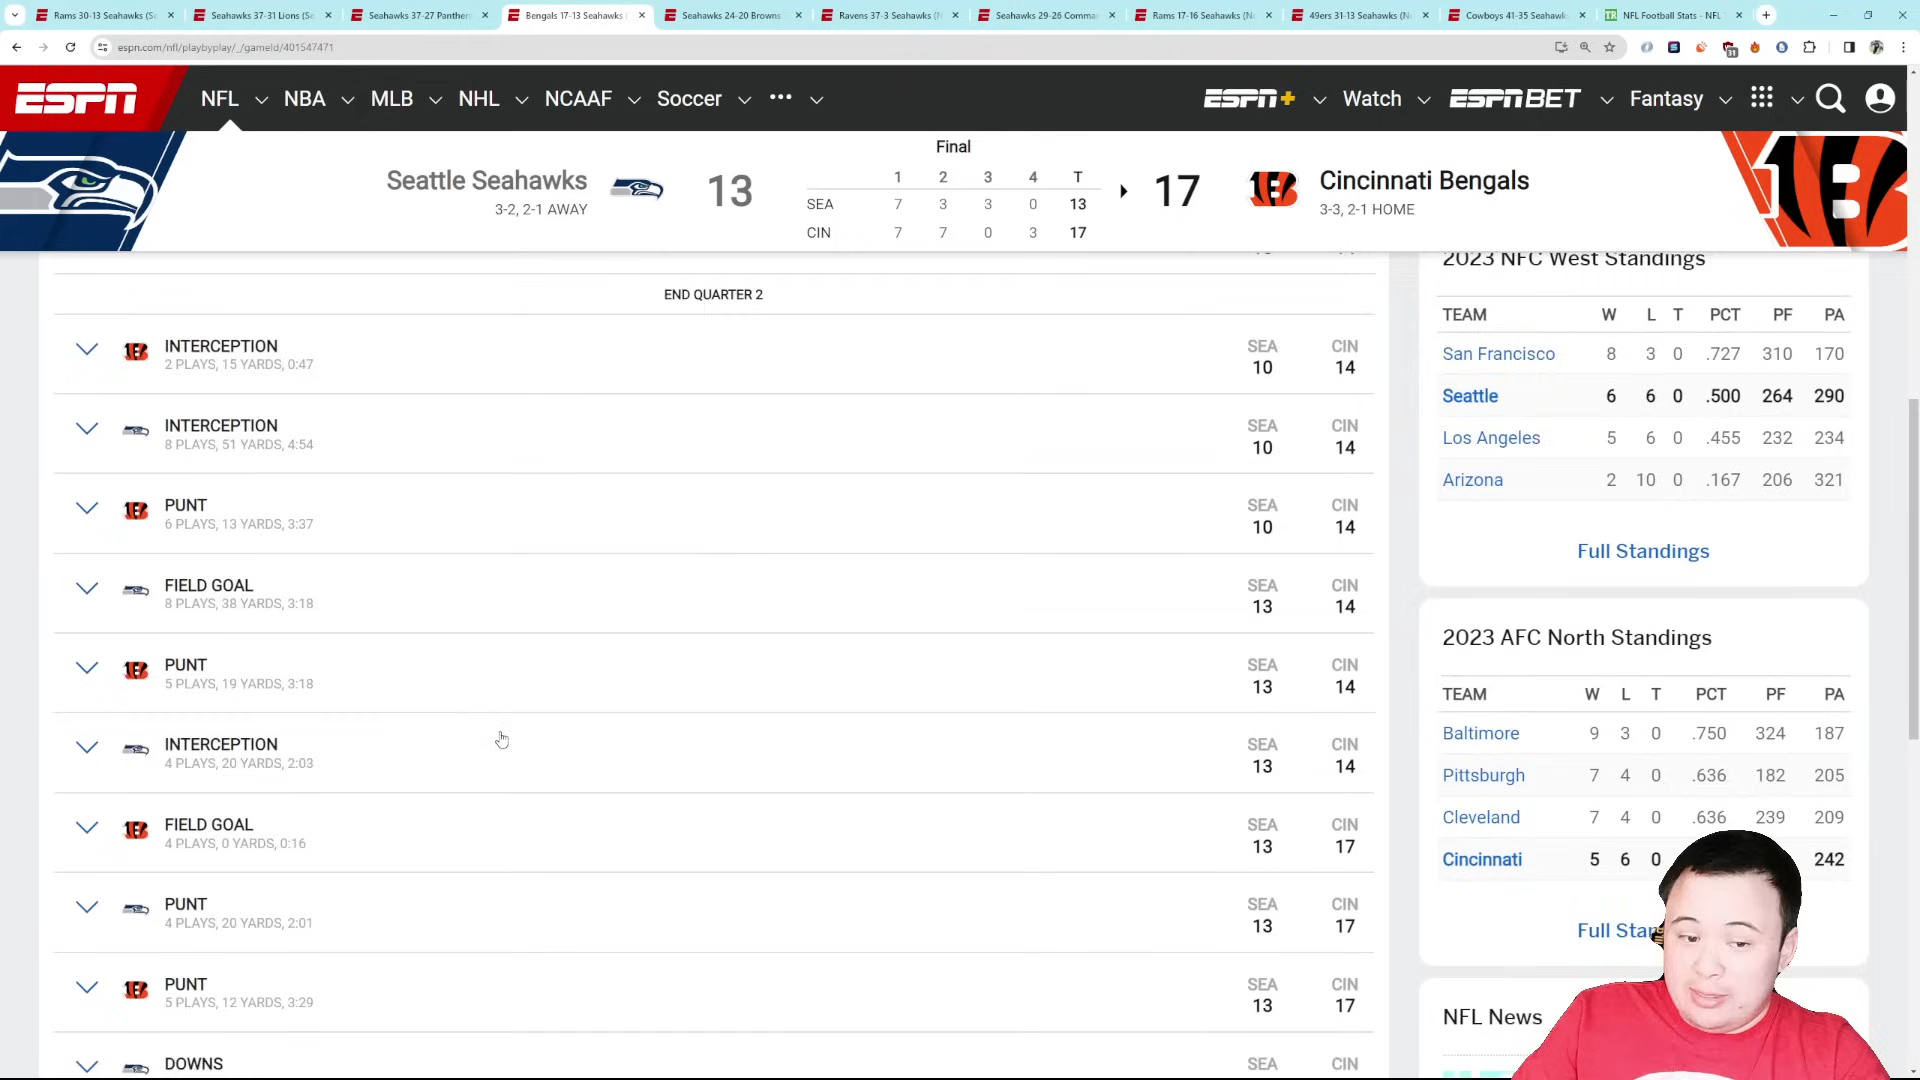 Rams 30-13 Seahawks (S
Seahawks 37-31 Lions (Se
Seahawks 37-27 Panther
Bengals 17-13 Seahawks (
Seahawks 24-20 Browns
Ravens 37-3 Seahawks (N
Seahawks 29-26 Comma
Rams 17-16 Seahawks (N
49ers 31-13 Seahawks (N
Cowboys 41-35 Seahawk
NFL Football Stats - NFL
espn.com/nfl/playbyplay/_/gameId/401547471
31
ESPN
NFL
NBA
MLB
NHL
NCAAF
Soccer
ESPN+
Watch
ESPN BET
Fantasy
Final
Seattle Seahawks
3-2, 2-1 AWAY
13
1 2 3 4 T
SEA 7 3 3 0 13
CIN 7 7 0 3 17
17
Cincinnati Bengals
3-3, 2-1 HOME
END QUARTER 2
INTERCEPTION
2 PLAYS, 15 YARDS, 0:47
SEA CIN
10 14
INTERCEPTION
8 PLAYS, 51 YARDS, 4:54
SEA CIN
10 14
PUNT
6 PLAYS, 13 YARDS, 3:37
SEA CIN
10 14
FIELD GOAL
8 PLAYS, 38 YARDS, 3:18
SEA CIN
13 14
PUNT
5 PLAYS, 19 YARDS, 3:18
SEA CIN
13 14
INTERCEPTION
4 PLAYS, 20 YARDS, 2:03
SEA CIN
13 14
FIELD GOAL
4 PLAYS, 0 YARDS, 0:16
SEA CIN
13 17
PUNT
4 PLAYS, 20 YARDS, 2:01
SEA CIN
13 17
PUNT
5 PLAYS, 12 YARDS, 3:29
SEA CIN
13 17
DOWNS
SEA CIN
2023 NFC West Standings
TEAM W L T PCT PF PA
San Francisco 8 3 0 .727 310 170
Seattle 6 6 0 .500 264 290
Los Angeles 5 6 0 .455 232 234
Arizona 2 10 0 .167 206 321
Full Standings
2023 AFC North Standings
TEAM W L T PCT PF PA
Baltimore 9 3 0 .750 324 187
Pittsburgh 7 4 0 .636 182 205
Cleveland 7 4 0 .636 239 209
Cincinnati 5 6 0 242
Full Stan
NFL News